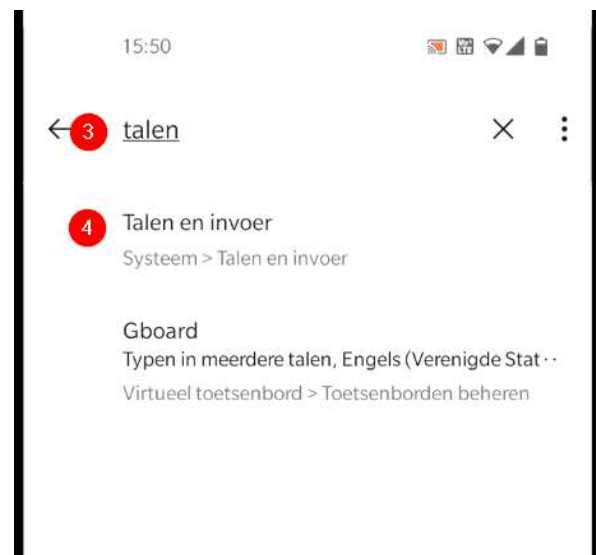 15:50
3 talen
4 Talen en invoer
Systeem > Talen en invoer
Gboard
Typen in meerdere talen, Engels (Verenigde Stat ··
Virtueel toetsenbord > Toetsenborden beheren